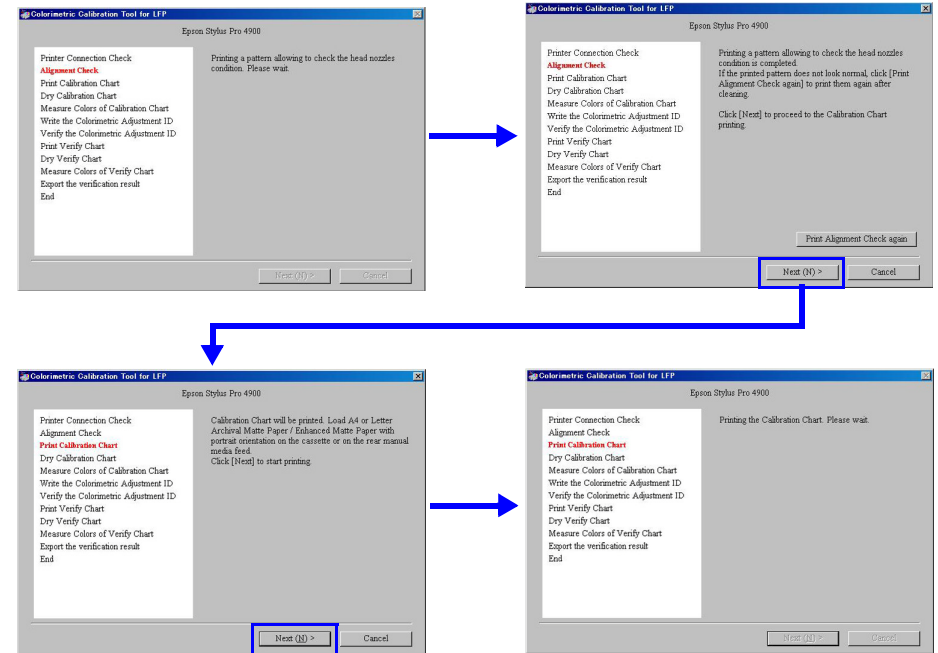 Colorimetric Calibration Tool for LFP
Epson Stylus Pro 4900
Printer Connection Check
Alignment Check
Print Calibration Chart
Dry Calibration Chart
Measure Colors of Calibration Chart
Write the Colorimetric Adjustment ID
Verify the Colorimetric Adjustment ID
Print Verify Chart
Dry Verify Chart
Measure Colors of Verify Chart
Export the verification result
End
Printing a pattern allowing to check the head nozzles
condition. Please wait.
Next (N) >
Cancel
Colorimetric Calibration Tool for LFP
Epson Stylus Pro 4900
Printer Connection Check
Alignment Check
Print Calibration Chart
Dry Calibration Chart
Measure Colors of Calibration Chart
Write the Colorimetric Adjustment ID
Verify the Colorimetric Adjustment ID
Print Verify Chart
Dry Verify Chart
Measure Colors of Verify Chart
Export the verification result
End
Printing a pattern allowing to check the head nozzles
condition is completed.
If the printed pattern does not look normal, click [Print
Alignment Check again] to print them again after
cleaning.
Click [Next] to proceed to the Calibration Chart
printing.
Print Alignment Check again
Next (N) >
Cancel
Colorimetric Calibration Tool for LFP
Epson Stylus Pro 4900
Printer Connection Check
Alignment Check
Print Calibration Chart
Dry Calibration Chart
Measure Colors of Calibration Chart
Write the Colorimetric Adjustment ID
Verify the Colorimetric Adjustment ID
Print Verify Chart
Dry Verify Chart
Measure Colors of Verify Chart
Export the verification result
End
Calibration Chart will be printed. Load A4 or Letter
Archival Matte Paper / Enhanced Matte Paper with
portrait orientation on the cassette or on the rear manual
media feed.
Click [Next] to start printing.
Next (N) >
Cancel
Colorimetric Calibration Tool for LFP
Epson Stylus Pro 4900
Printer Connection Check
Alignment Check
Print Calibration Chart
Dry Calibration Chart
Measure Colors of Calibration Chart
Write the Colorimetric Adjustment ID
Verify the Colorimetric Adjustment ID
Print Verify Chart
Dry Verify Chart
Measure Colors of Verify Chart
Export the verification result
End
Printing the Calibration Chart. Please wait.
Next (N) >
Cancel